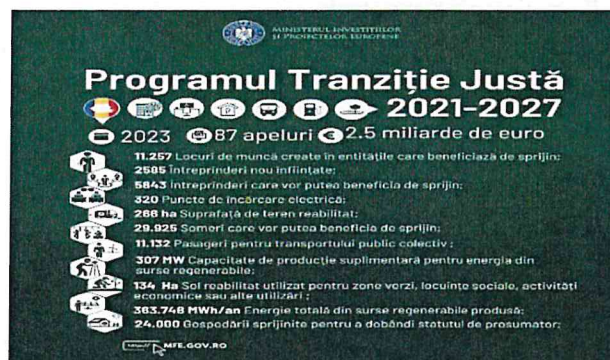 MINISTERUL INVESTIȚIILOR
ȘI PROIECTELOR EUROPENE
Programul Tranziție Justă
2021-2027
2023 87 apeluri € 2.5 miliarde de euro
11.257 Locuri de muncă create în entitățile care beneficiază de sprijin;
2585 Întreprinderi nou înființate;
5843 Întreprinderi care vor putea beneficia de sprijin;
320 Puncte de încărcare electrică;
266 ha Suprafață de teren reabilitat;
29.925 Șomeri care vor putea beneficia de sprijin;
11.132 Pasageri pentru transportului public colectiv;
307 MW Capacitate de producție suplimentară pentru energia din
surse regenerabile;
134 Ha Sol reabilitat utilizat pentru zone verzi, locuințe sociale, activități
economice sau alte utilizări;
363.748 MWh/an Energie totală din surse regenerabile produsă;
24.000 Gospodării sprijinite pentru a dobândi statutul de prosumator;
MFE.GOV.RO